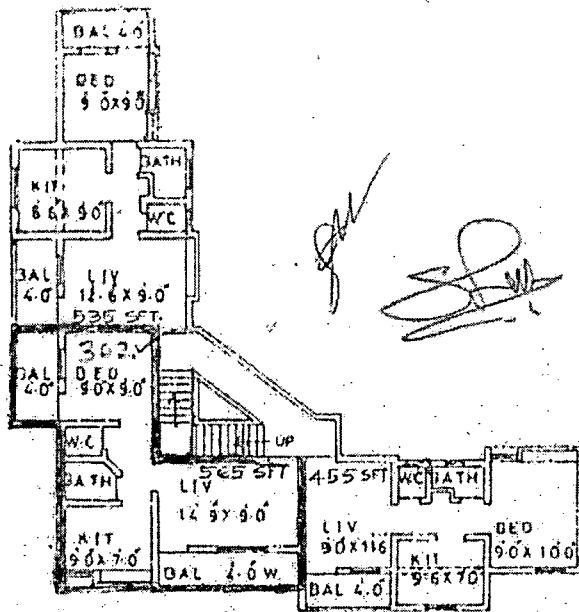 BAL 4.0"
BED
9.0X9.0"
BATH
KIT
8.6X9.0"
W.C
BAL
4.0"
LIV
12.6X9.0"
535 SFT.
302
BAL
4.0"
BED
9.0X9.0"
W.C
UP
565 SFT
455 SFT
BATH
LIV
14.9X9.0"
WC
BATH
LIV
9.0X11.6
BED
9.0X10.0"
KIT
9.0X7.0"
KIT
9.6X7.0"
BAL 4.0 W.
BAL 4.0"